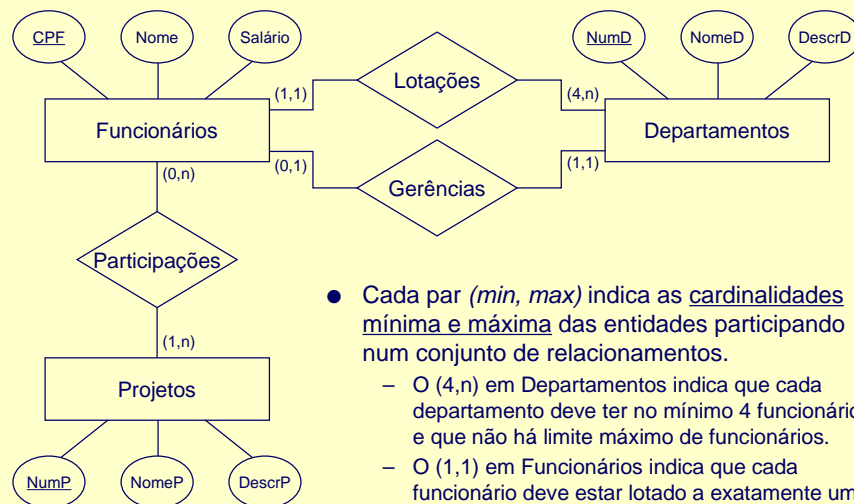 CPF
Nome
Salário
NumD
NomeD
DescrD
(1,1)
Lotações
(4,n)
Funcionários
Departamentos
(0,n)
(0,1)
Gerências
(1,1)
Participações
(1,n)
Projetos
NumP
NomeP
DescrP
● Cada par (min, max) indica as cardinalidades
mínima e máxima das entidades participando
num conjunto de relacionamentos.
– O (4,n) em Departamentos indica que cada
departamento deve ter no mínimo 4 funcionário
e que não há limite máximo de funcionários.
– O (1,1) em Funcionários indica que cada
funcionário deve estar lotado a exatamente um